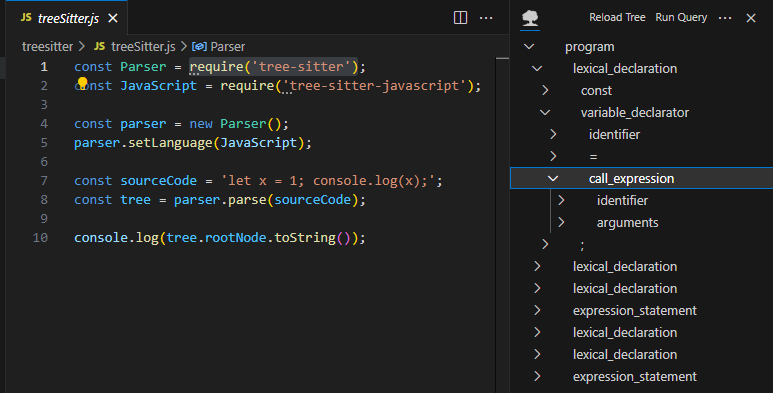 JS treeSitter.js
treesitter > JS treeSitter.js > Parser
1 const Parser = require('tree-sitter');
2 const JavaScript = require('tree-sitter-javascript');
3
4 const parser = new Parser();
5 parser.setLanguage(JavaScript);
6
7 const sourceCode = 'let x = 1; console.log(x);';
8 const tree = parser.parse(sourceCode);
9
10 console.log(tree.rootNode.toString());
Reload Tree Run Query
program
lexical_declaration
const
variable_declarator
identifier
=
call_expression
identifier
arguments
;
lexical_declaration
lexical_declaration
expression_statement
lexical_declaration
lexical_declaration
expression_statement